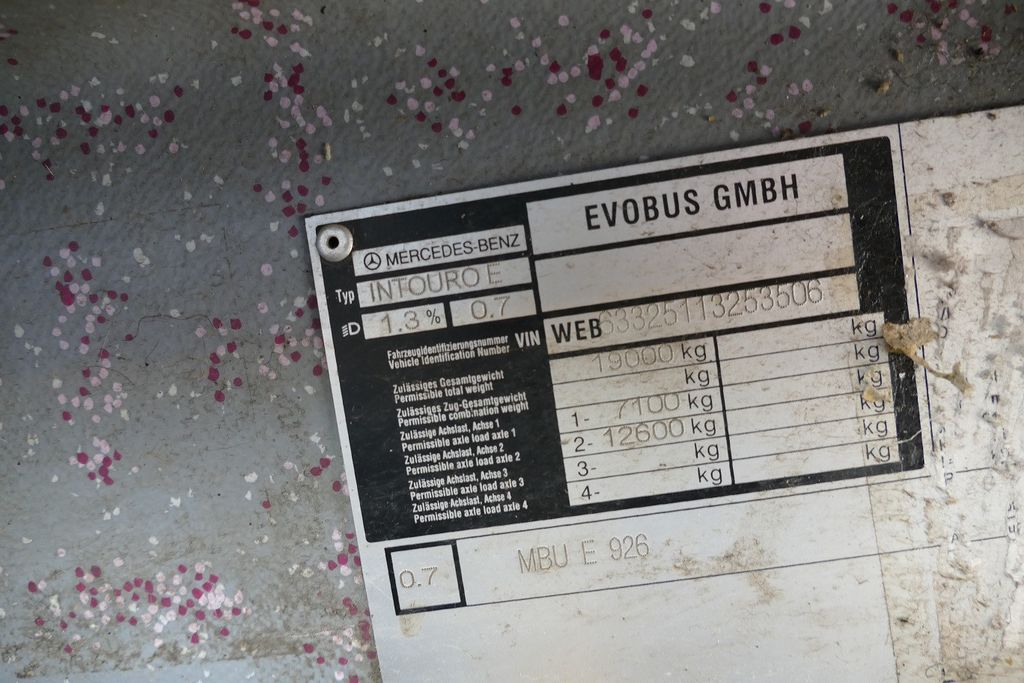 EVOBUS GMBH
MERCEDES-BENZ
Typ INTOURO E
1.3 % 0.7
Fahrzeugidentifizierungsnummer
Vehicle Identification Number
VIN WEB63325113253506
Zulässiges Gesamtgewicht
Permissible total weight
19000 kg kg
Zulässiges Zug-Gesamtgewicht
Permissible combination weight
kg kg
Zulässige Achslast, Achse 1
Permissible axle load axle 1
1- 7100 kg kg
Zulässige Achslast, Achse 2
Permissible axle load axle 2
2- 12600 kg kg
Zulässige Achslast, Achse 3
Permissible axle load axle 3
3- kg kg
Zulässige Achslast, Achse 4
Permissible axle load axle 4
4- kg
0.7 MBU E 926